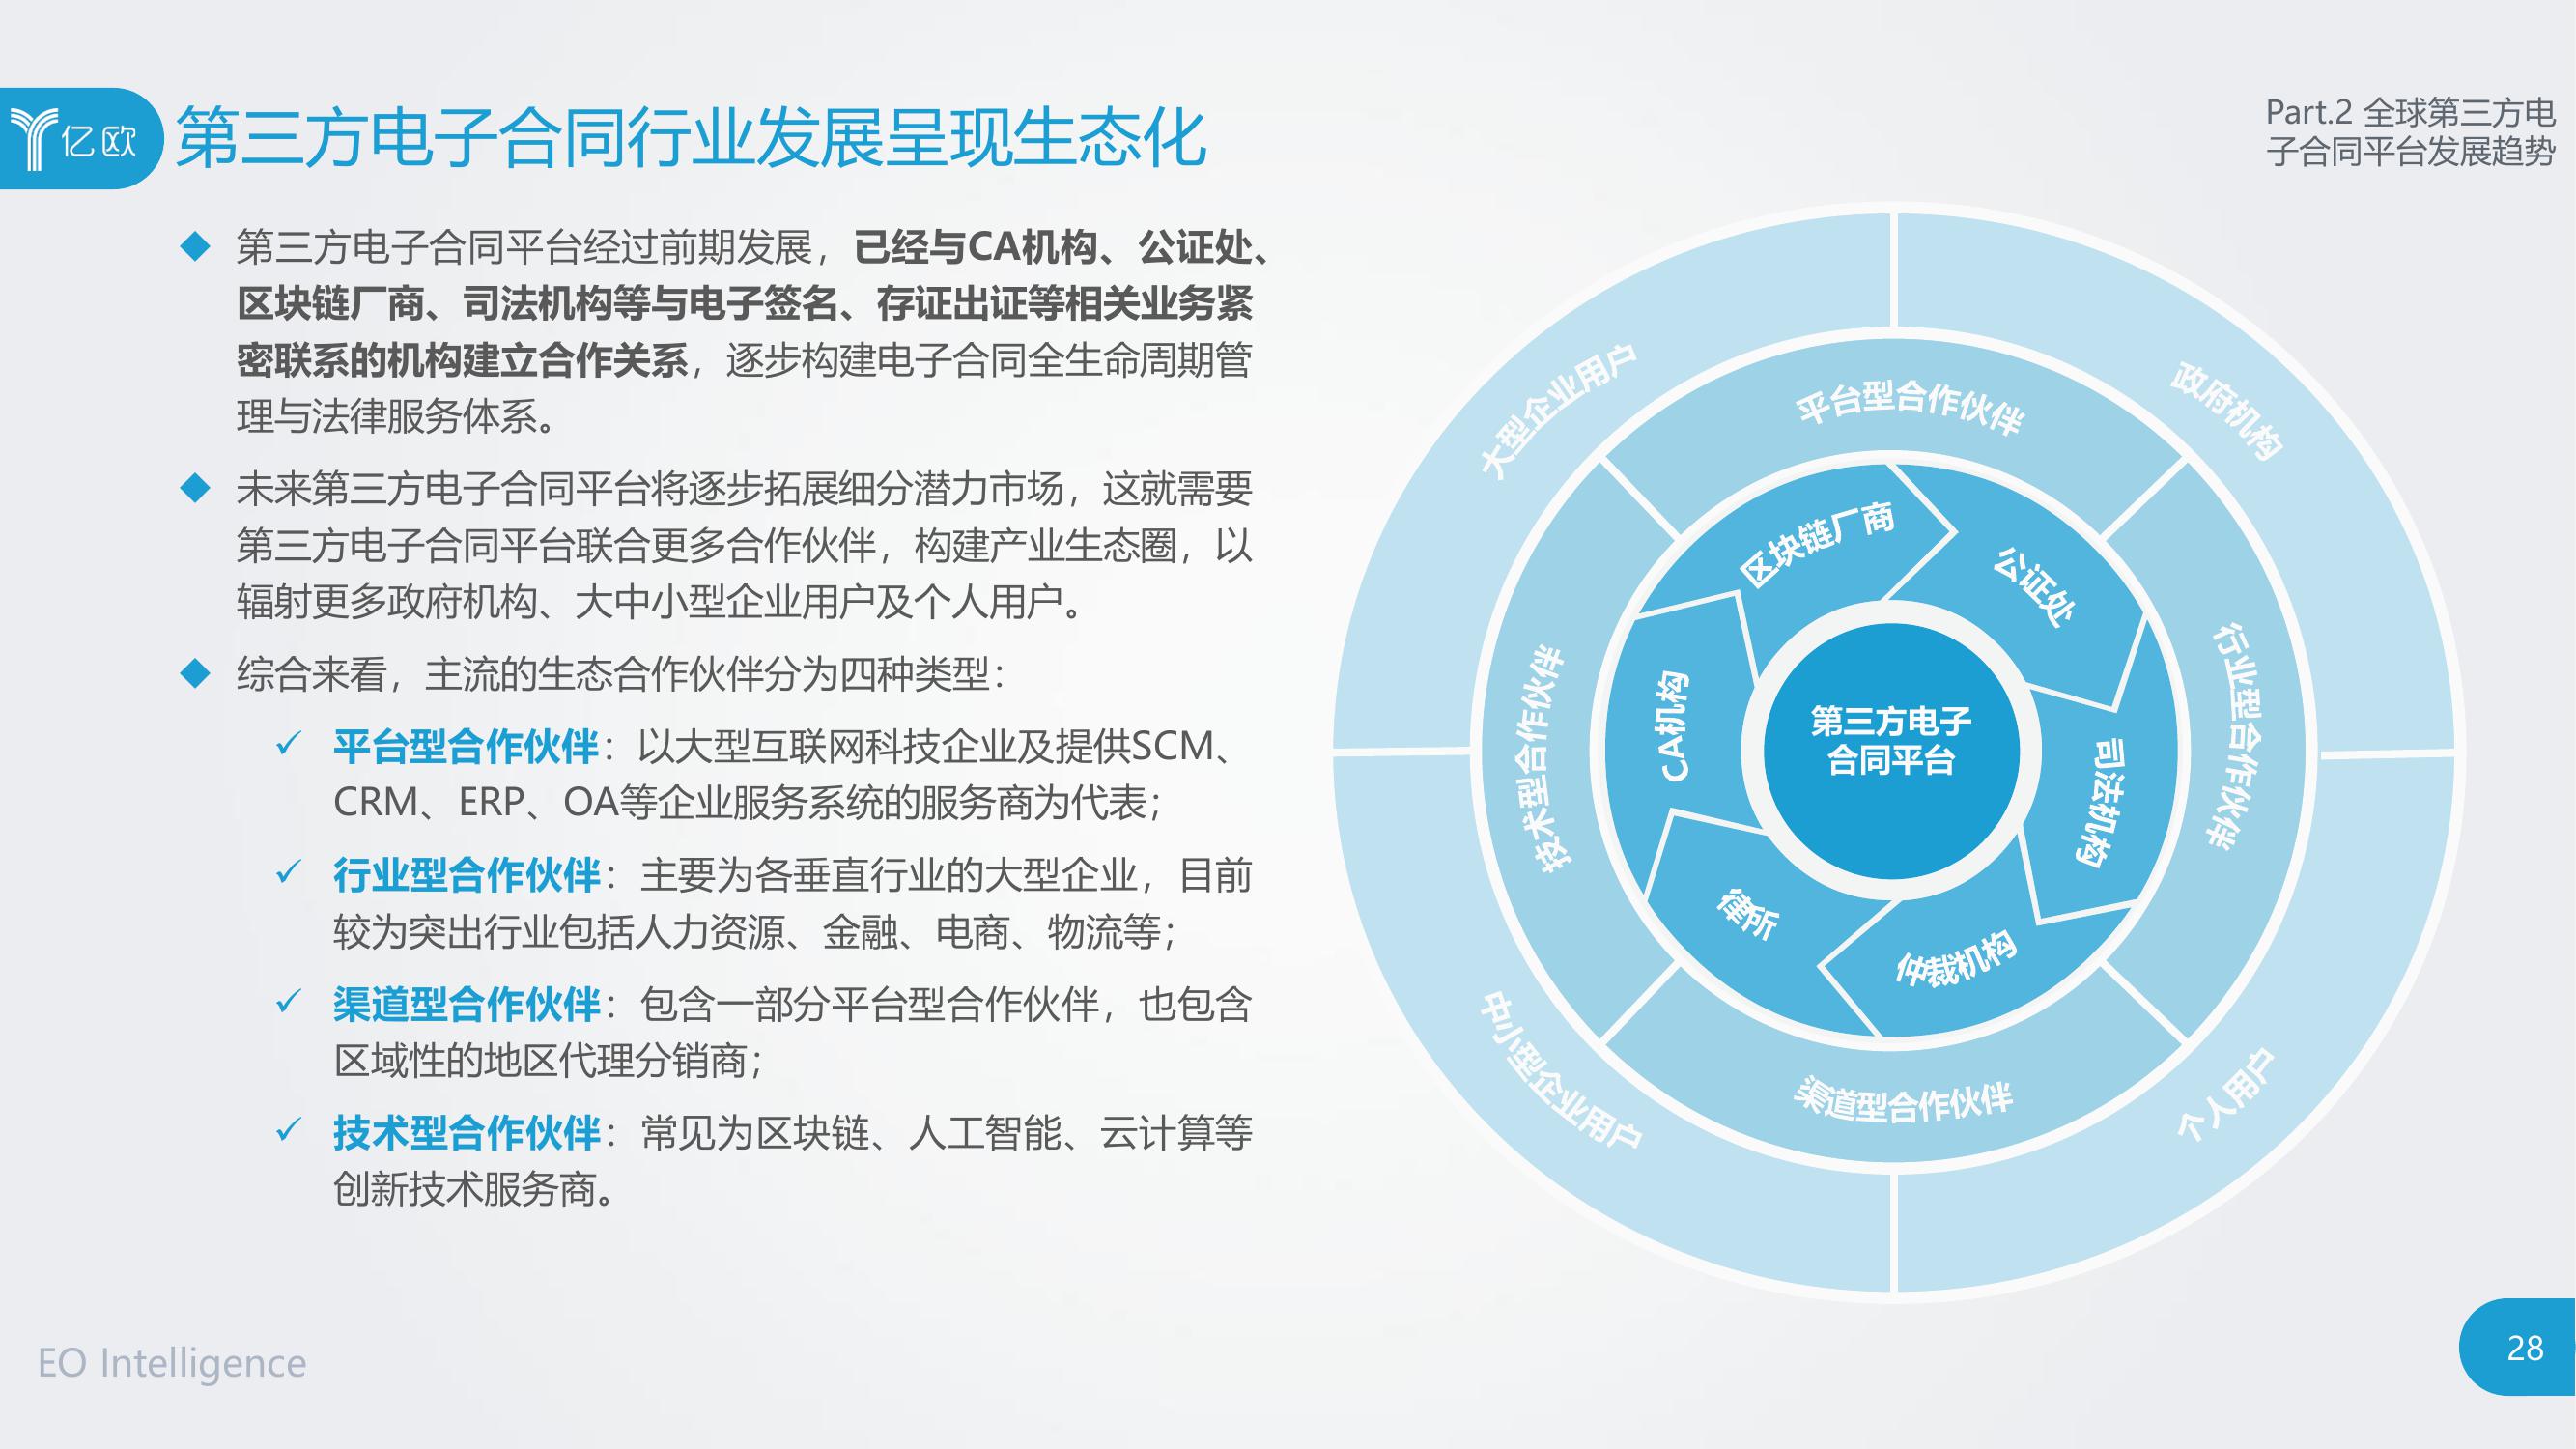 亿欧
第三方电子合同行业发展呈现生态化
Part.2 全球第三方电
子合同平台发展趋势
第三方电子合同平台经过前期发展，已经与CA机构、公证处、
区块链厂商、司法机构等与电子签名、存证出证等相关业务紧
密联系的机构建立合作关系，逐步构建电子合同全生命周期管
理与法律服务体系。
未来第三方电子合同平台将逐步拓展细分潜力市场，这就需要
第三方电子合同平台联合更多合作伙伴，构建产业生态圈，以
辐射更多政府机构、大中小型企业用户及个人用户。
综合来看，主流的生态合作伙伴分为四种类型：
平台型合作伙伴：以大型互联网科技企业及提供SCM、
CRM、ERP、OA等企业服务系统的服务商为代表；
行业型合作伙伴：主要为各垂直行业的大型企业，目前
较为突出行业包括人力资源、金融、电商、物流等；
渠道型合作伙伴：包含一部分平台型合作伙伴，也包含
区域性的地区代理分销商；
技术型合作伙伴：常见为区块链、人工智能、云计算等
创新技术服务商。
大型企业用户
政府机构
个人用户
中小型企业用户
平台型合作伙伴
行业型合作伙伴
渠道型合作伙伴
技术型合作伙伴
区块链厂商
公证处
司法机构
仲裁机构
律所
CA机构
第三方电子
合同平台
EO Intelligence
28